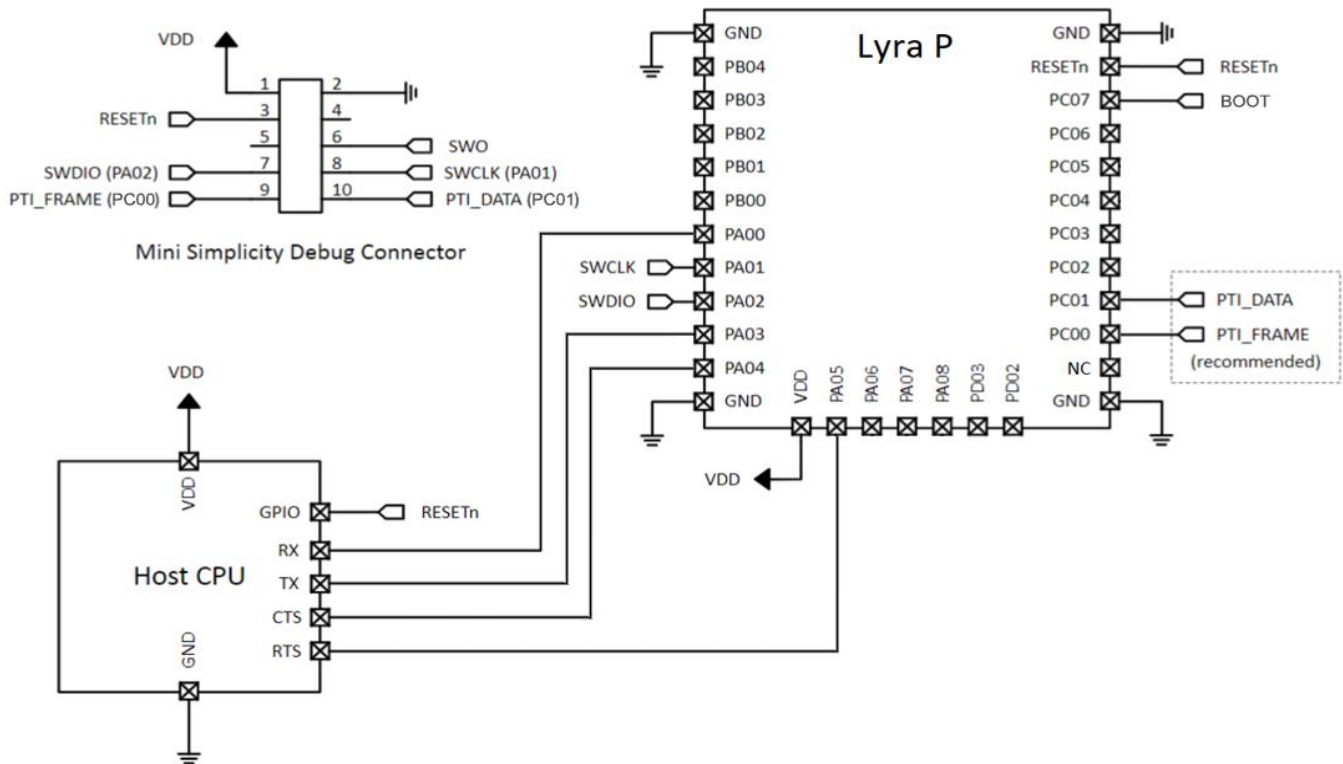 VDD
1 2
RESETn 3 4
5 6 SWO
SWDIO (PA02) 7 8 SWCLK (PA01)
PTI_FRAME (PC00) 9 10 PTI_DATA (PC01)
Mini Simplicity Debug Connector
Lyra P
GND GND
PB04 RESETn RESETn
PB03 PC07 BOOT
PB02 PC06
PB01 PC05
PB00 PC04
PA00 PC03
SWCLK PA01 PC02
SWDIO PA02 PC01 PTI_DATA
PA03 PC00 PTI_FRAME
(recommended)
PA04 NC
GND GND
VDD PA05 PA06 PA07 PA08 PD03 PD02
VDD
VDD
VDD
GPIO RESETn
RX
Host CPU
TX
CTS
RTS
GND